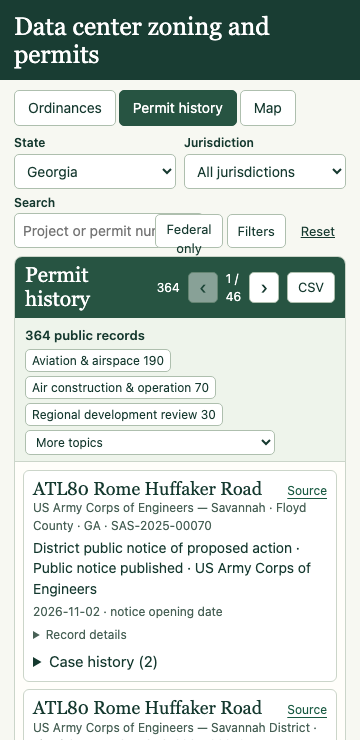 Data center zoning and
permits
Ordinances
Permit history
Map
State
Jurisdiction
Georgia
All jurisdictions
Search
Project or permit nur
Federal
only
Filters
Reset
Permit
history
364
‹
1 /
46
›
CSV
364 public records
Aviation & airspace 190
Air construction & operation 70
Regional development review 30
More topics
ATL80 Rome Huffaker Road
Source
US Army Corps of Engineers — Savannah · Floyd
County · GA · SAS-2025-00070
District public notice of proposed action ·
Public notice published · US Army Corps of
Engineers
2026-11-02 · notice opening date
Record details
Case history (2)
ATL80 Rome Huffaker Road
Source
US Army Corps of Engineers — Savannah District ·